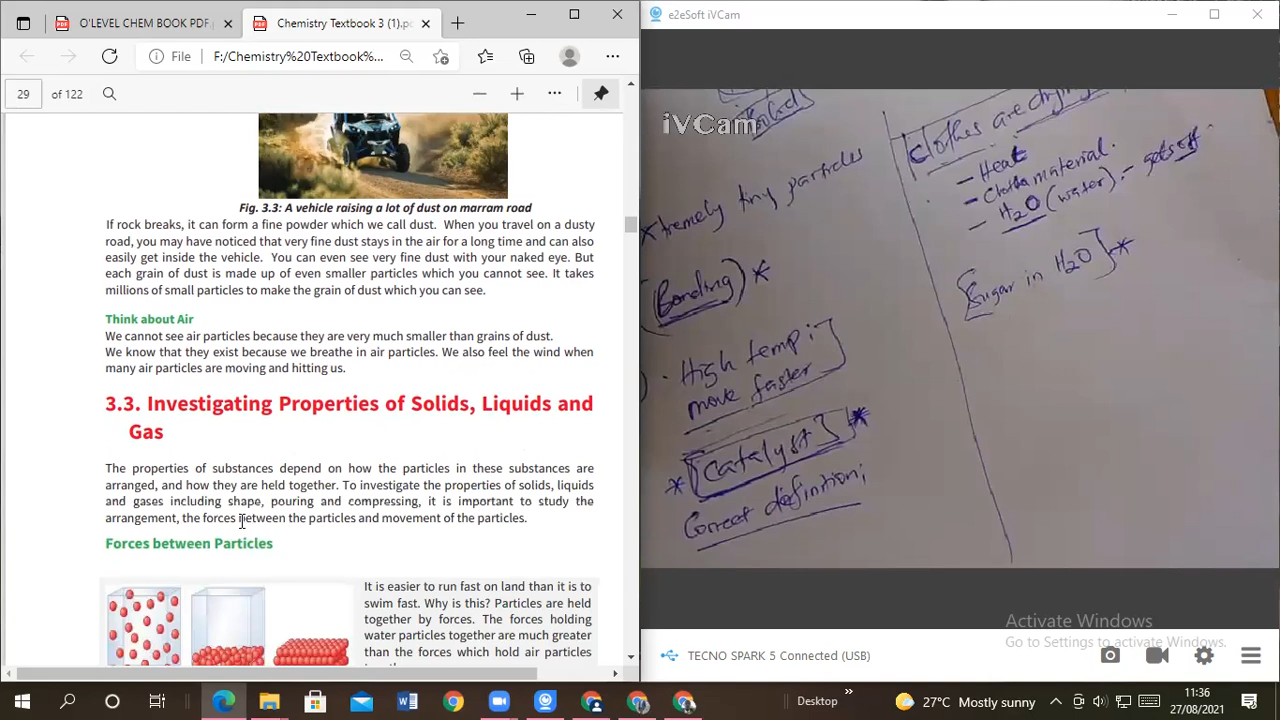 O'LEVEL CHEM BOOK PDF
Chemistry Textbook 3 (1).pd
File
F:/Chemistry%20Textbook%...
29
of 122
Fig. 3.3: A vehicle raising a lot of dust on marram road
If rock breaks, it can form a fine powder which we call dust. When you travel on a dusty
road, you may have noticed that very fine dust stays in the air for a long time and can also
easily get inside the vehicle. You can even see very fine dust with your naked eye. But
each grain of dust is made up of even smaller particles which you cannot see. It takes
millions of small particles to make the grain of dust which you can see.
Think about Air
We cannot see air particles because they are very much smaller than grains of dust.
We know that they exist because we breathe in air particles. We also feel the wind when
many air particles are moving and hitting us.
3.3. Investigating Properties of Solids, Liquids and
Gas
The properties of substances depend on how the particles in these substances are
arranged, and how they are held together. To investigate the properties of solids, liquids
and gases including shape, pouring and compressing, it is important to study the
arrangement, the forces between the particles and movement of the particles.
Forces between Particles
It is easier to run fast on land than it is to
swim fast. Why is this? Particles are held
together by forces. The forces holding
water particles together are much greater
than the forces which hold air particles
e2eSoft iVCam
iVCam
xtremely tiny particles
(Bonding) *
High temp;
move faster
* [Catalyst] *
Correct definition;
Clothes are drying
- Heat
- Cloth material.
- H2O (water). - gets off
[Sugar in H2O] *
Activate Windows
Go to Settings to activate Windows.
TECNO SPARK 5 Connected (USB)
Desktop
27°C Mostly sunny
11:36
27/08/2021